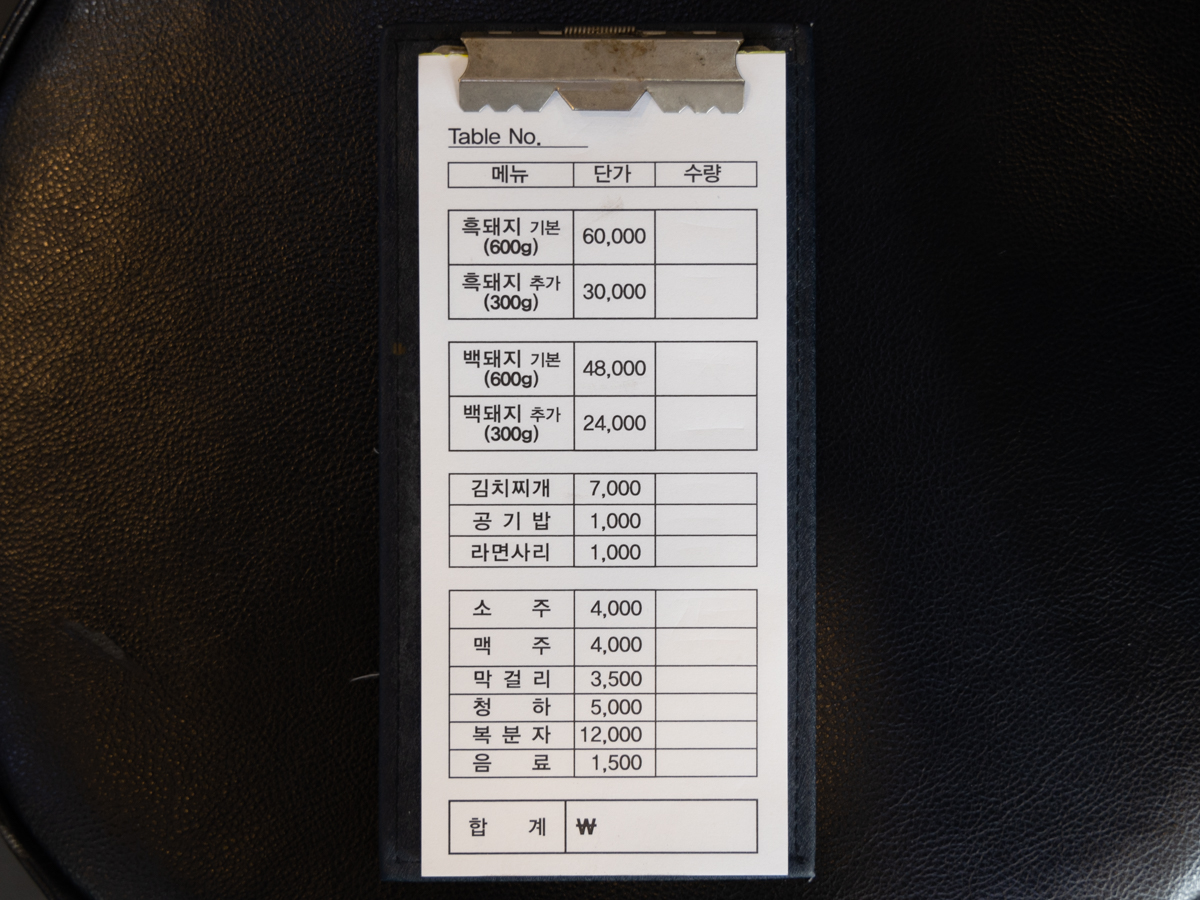 Table No.
메뉴 단가 수량
흑돼지 기본 (600g) 60,000
흑돼지 추가 (300g) 30,000
백돼지 기본 (600g) 48,000
백돼지 추가 (300g) 24,000
김치찌개 7,000
공 기 밥 1,000
라면사리 1,000
소 주 4,000
맥 주 4,000
막 걸 리 3,500
청 하 5,000
복 분 자 12,000
음 료 1,500
합 계 ₩